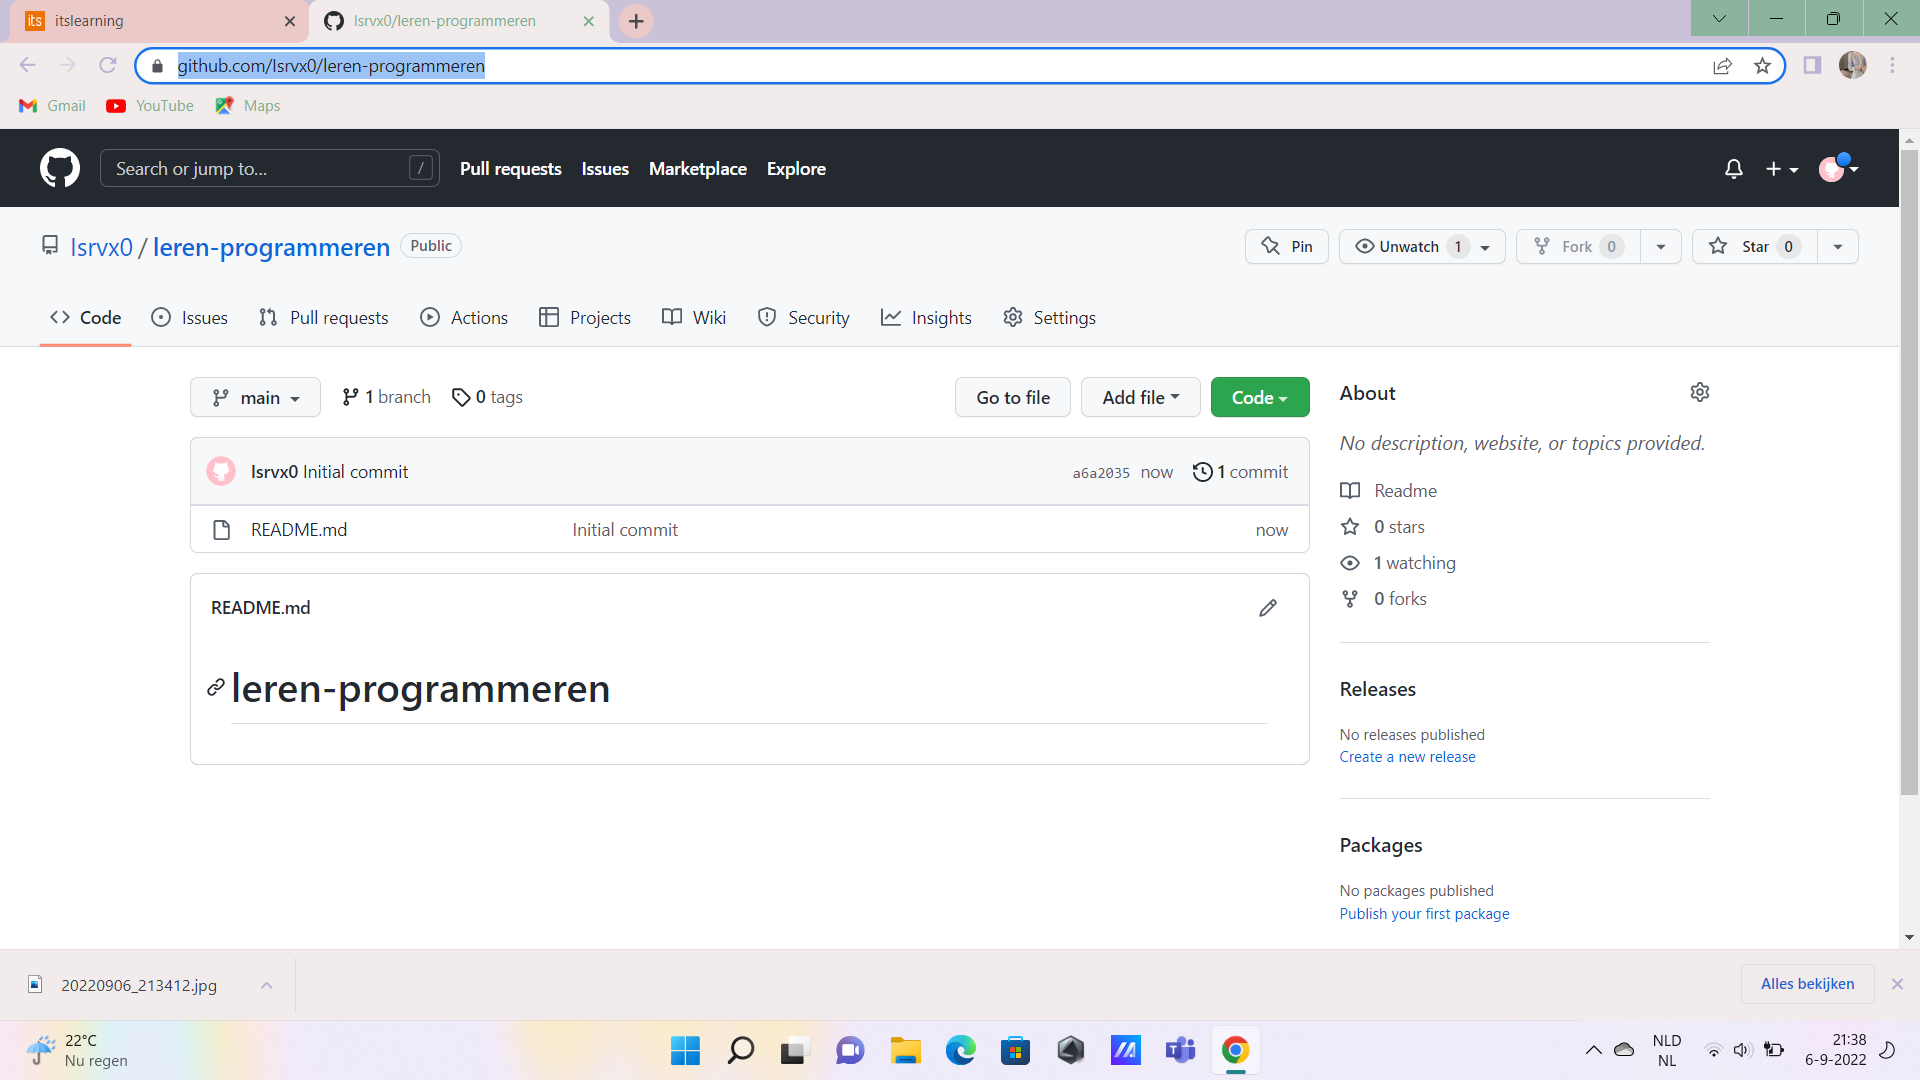 its itslearning
lsrvx0/leren-programmeren
github.com/lsrvx0/leren-programmeren
Gmail YouTube Maps
Search or jump to... / Pull requests Issues Marketplace Explore
lsrvx0 / leren-programmeren Public
Pin Unwatch 1 Fork 0 Star 0
Code Issues Pull requests Actions Projects Wiki Security Insights Settings
main 1 branch 0 tags Go to file Add file Code
lsrvx0 Initial commit a6a2035 now 1 commit
README.md Initial commit now
README.md
leren-programmeren
About
No description, website, or topics provided.
Readme
0 stars
1 watching
0 forks
Releases
No releases published
Create a new release
Packages
No packages published
Publish your first package
20220906_213412.jpg Alles bekijken
22°C
Nu regen
NLD
NL
21:38
6-9-2022